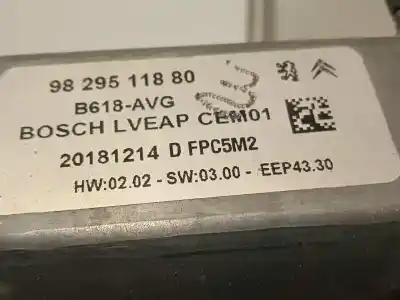 98 295 118 80
B618-AVG
BOSCH LVEAP CEM01
20181214 D FPC5M2
HW:02.02 - SW:03.00 - EEP43.30